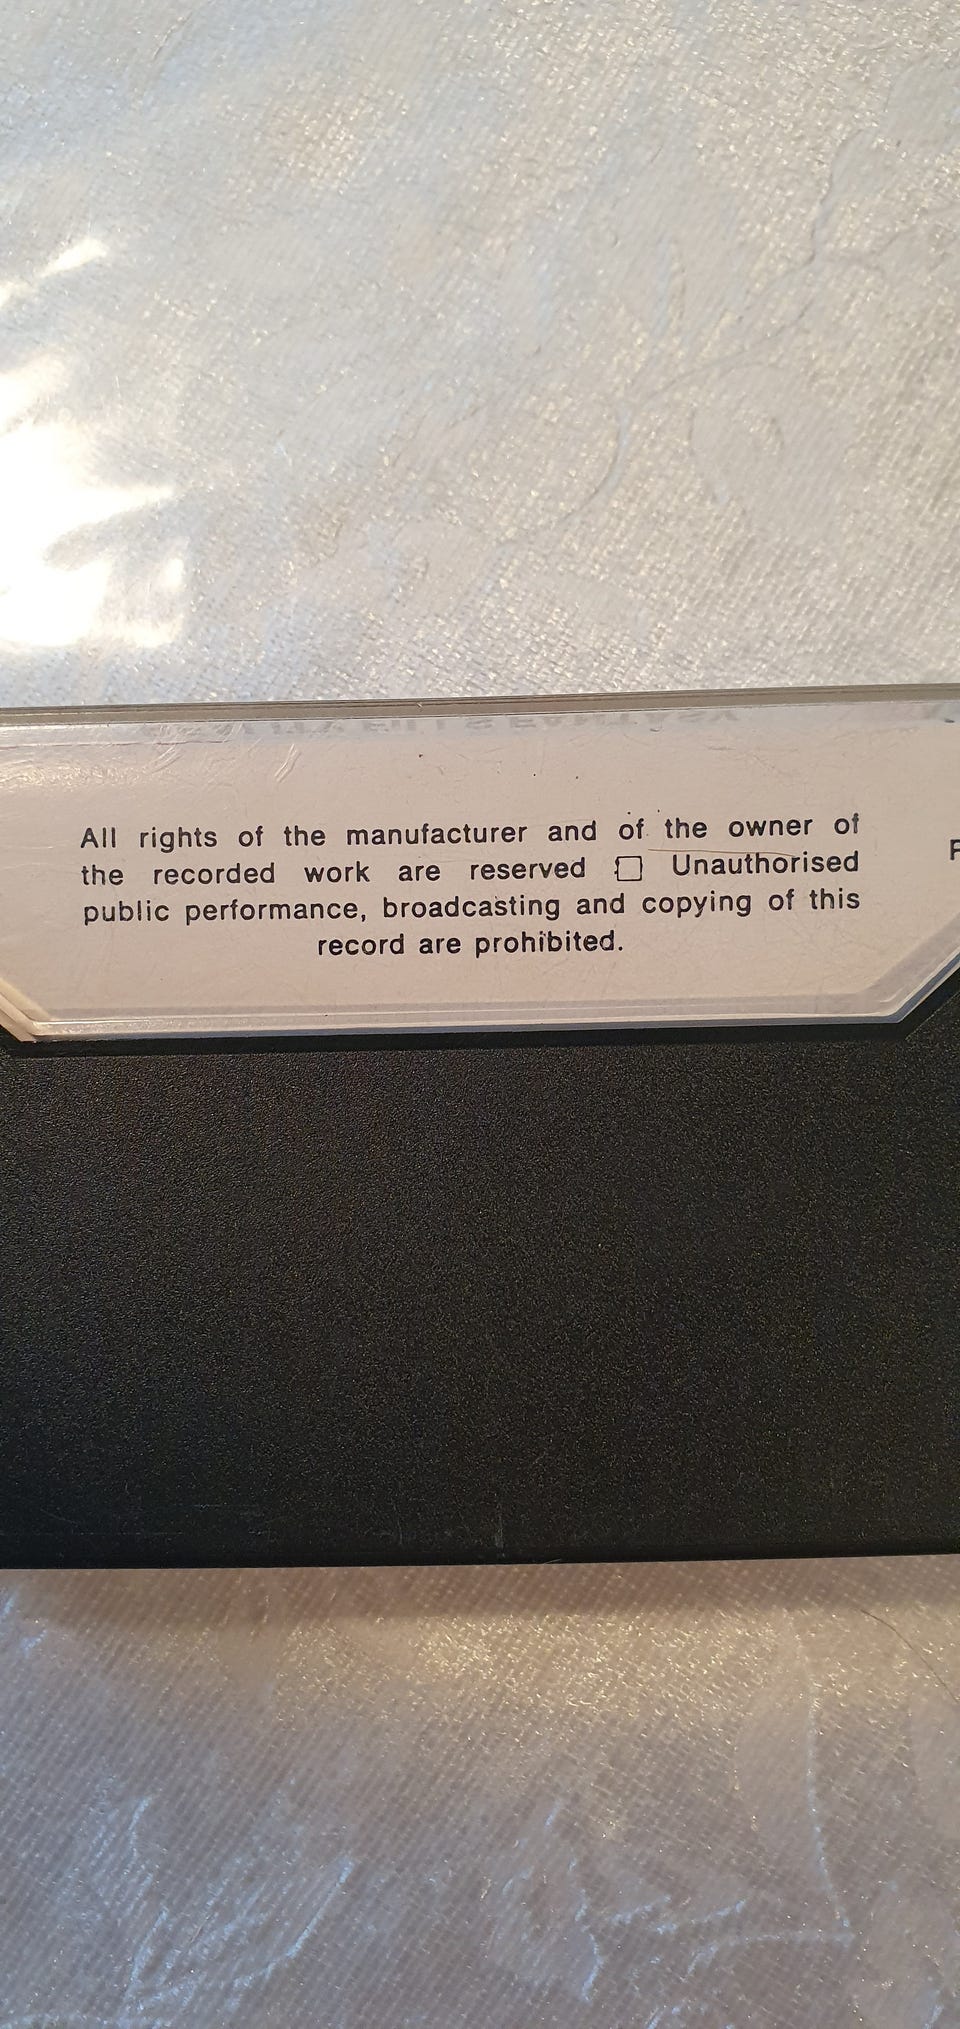 All rights of the manufacturer and of the owner of
the recorded work are reserved □ Unauthorised
public performance, broadcasting and copying of this
record are prohibited.